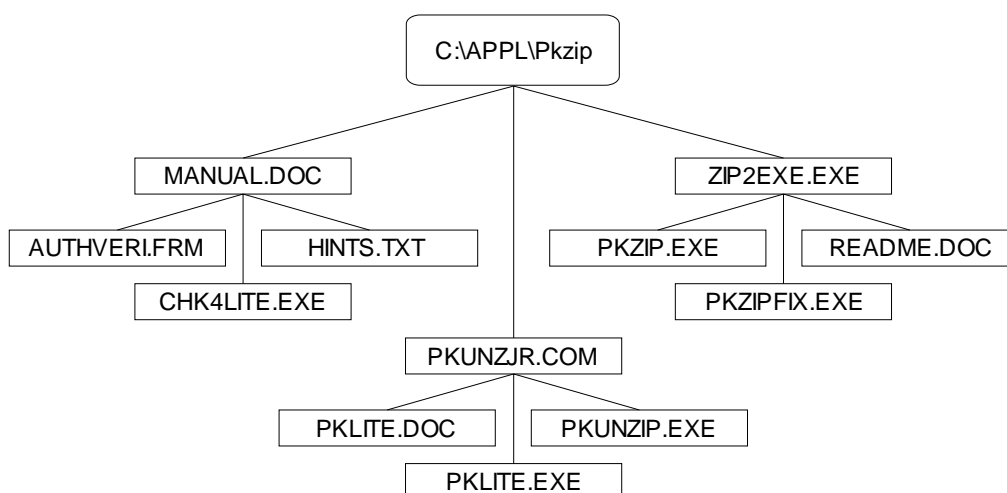 C:\APPL\Pkzip
MANUAL.DOC
ZIP2EXE.EXE
AUTHVERI.FRM
HINTS.TXT
PKZIP.EXE
README.DOC
CHK4LITE.EXE
PKZIPFIX.EXE
PKUNZJR.COM
PKLITE.DOC
PKUNZIP.EXE
PKLITE.EXE